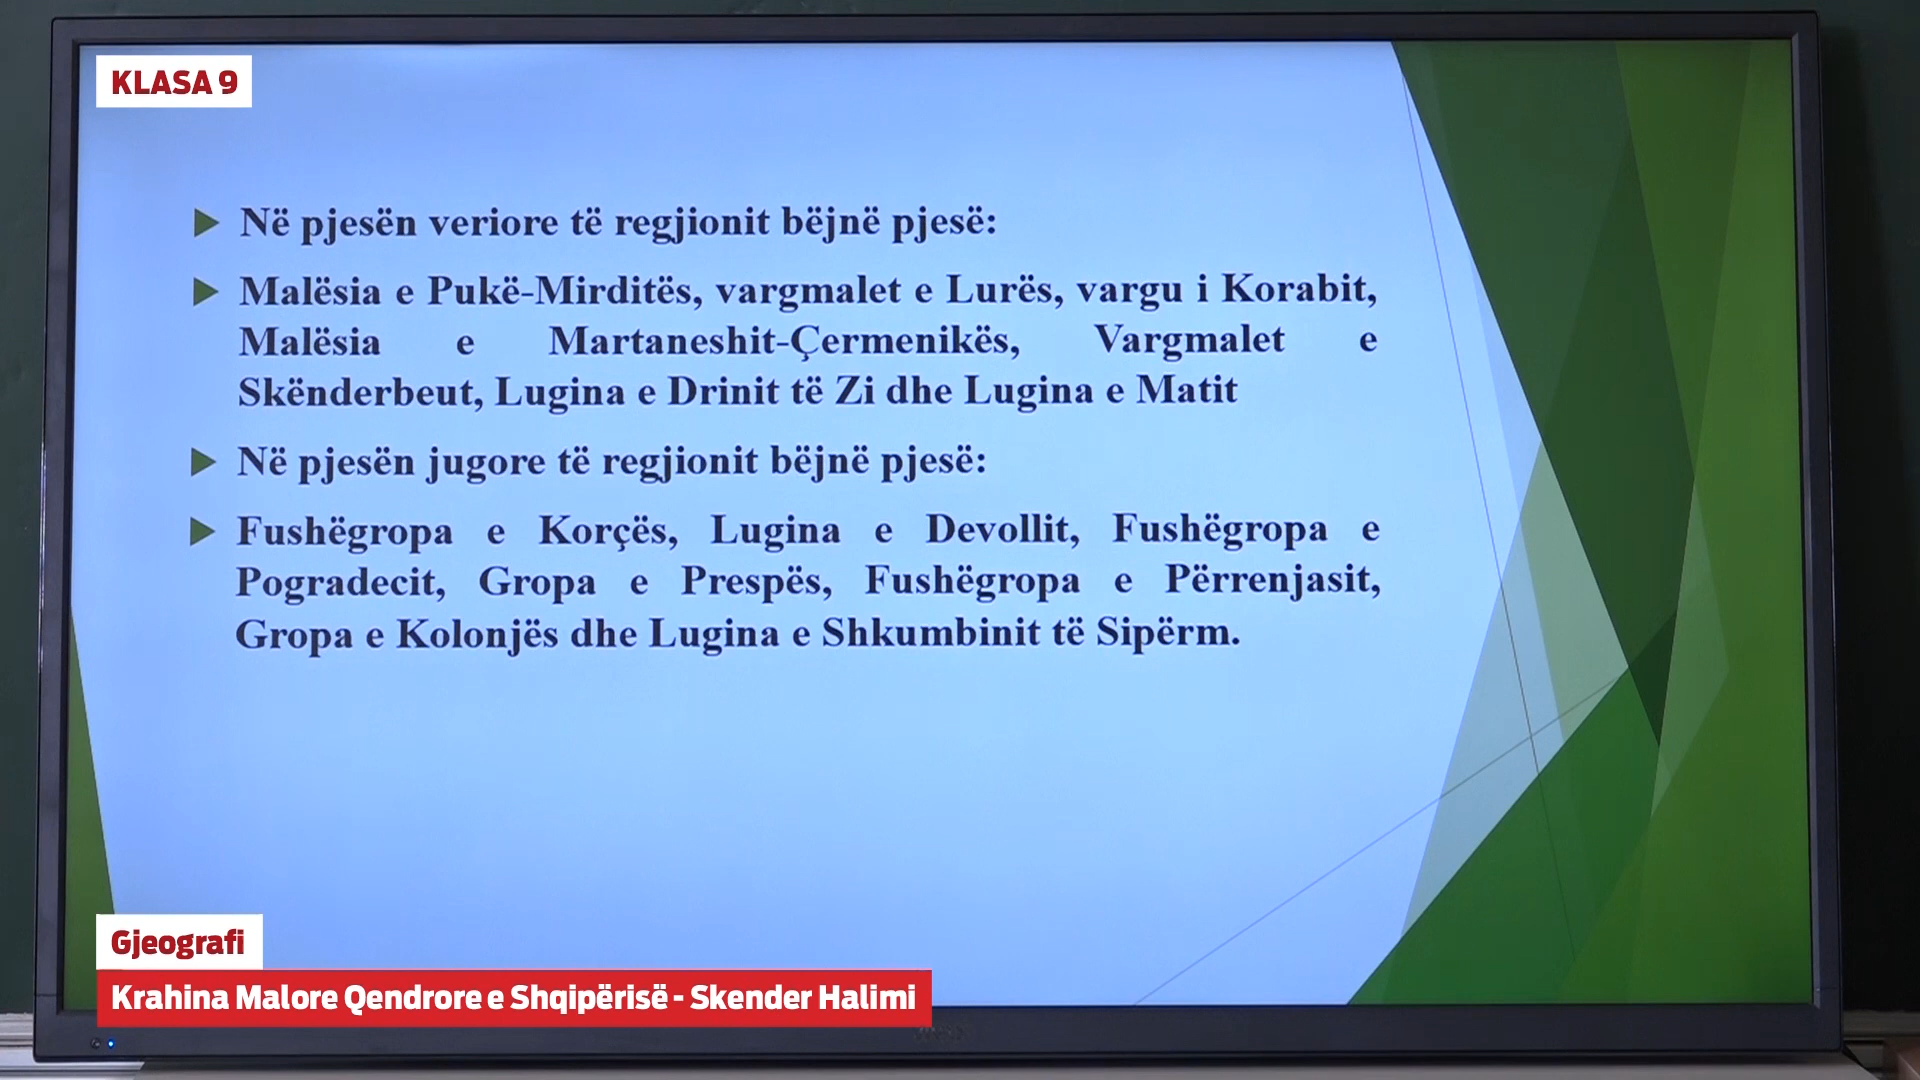 KLASA 9
Në pjesën veriore të regjionit bëjnë pjesë:
Malësia e Pukë-Mirditës, vargmalet e Lurës, vargu i Korabit,
Malësia e Martaneshit-Çermenikës, Vargmalet e
Skënderbeut, Lugina e Drinit të Zi dhe Lugina e Matit
Në pjesën jugore të regjionit bëjnë pjesë:
Fushëgropa e Korçës, Lugina e Devollit, Fushëgropa e
Pogradecit, Gropa e Prespës, Fushëgropa e Përrenjasit,
Gropa e Kolonjës dhe Lugina e Shkumbinit të Sipërm.
Gjeografi
Krahina Malore Qendrore e Shqipërisë - Skender Halimi